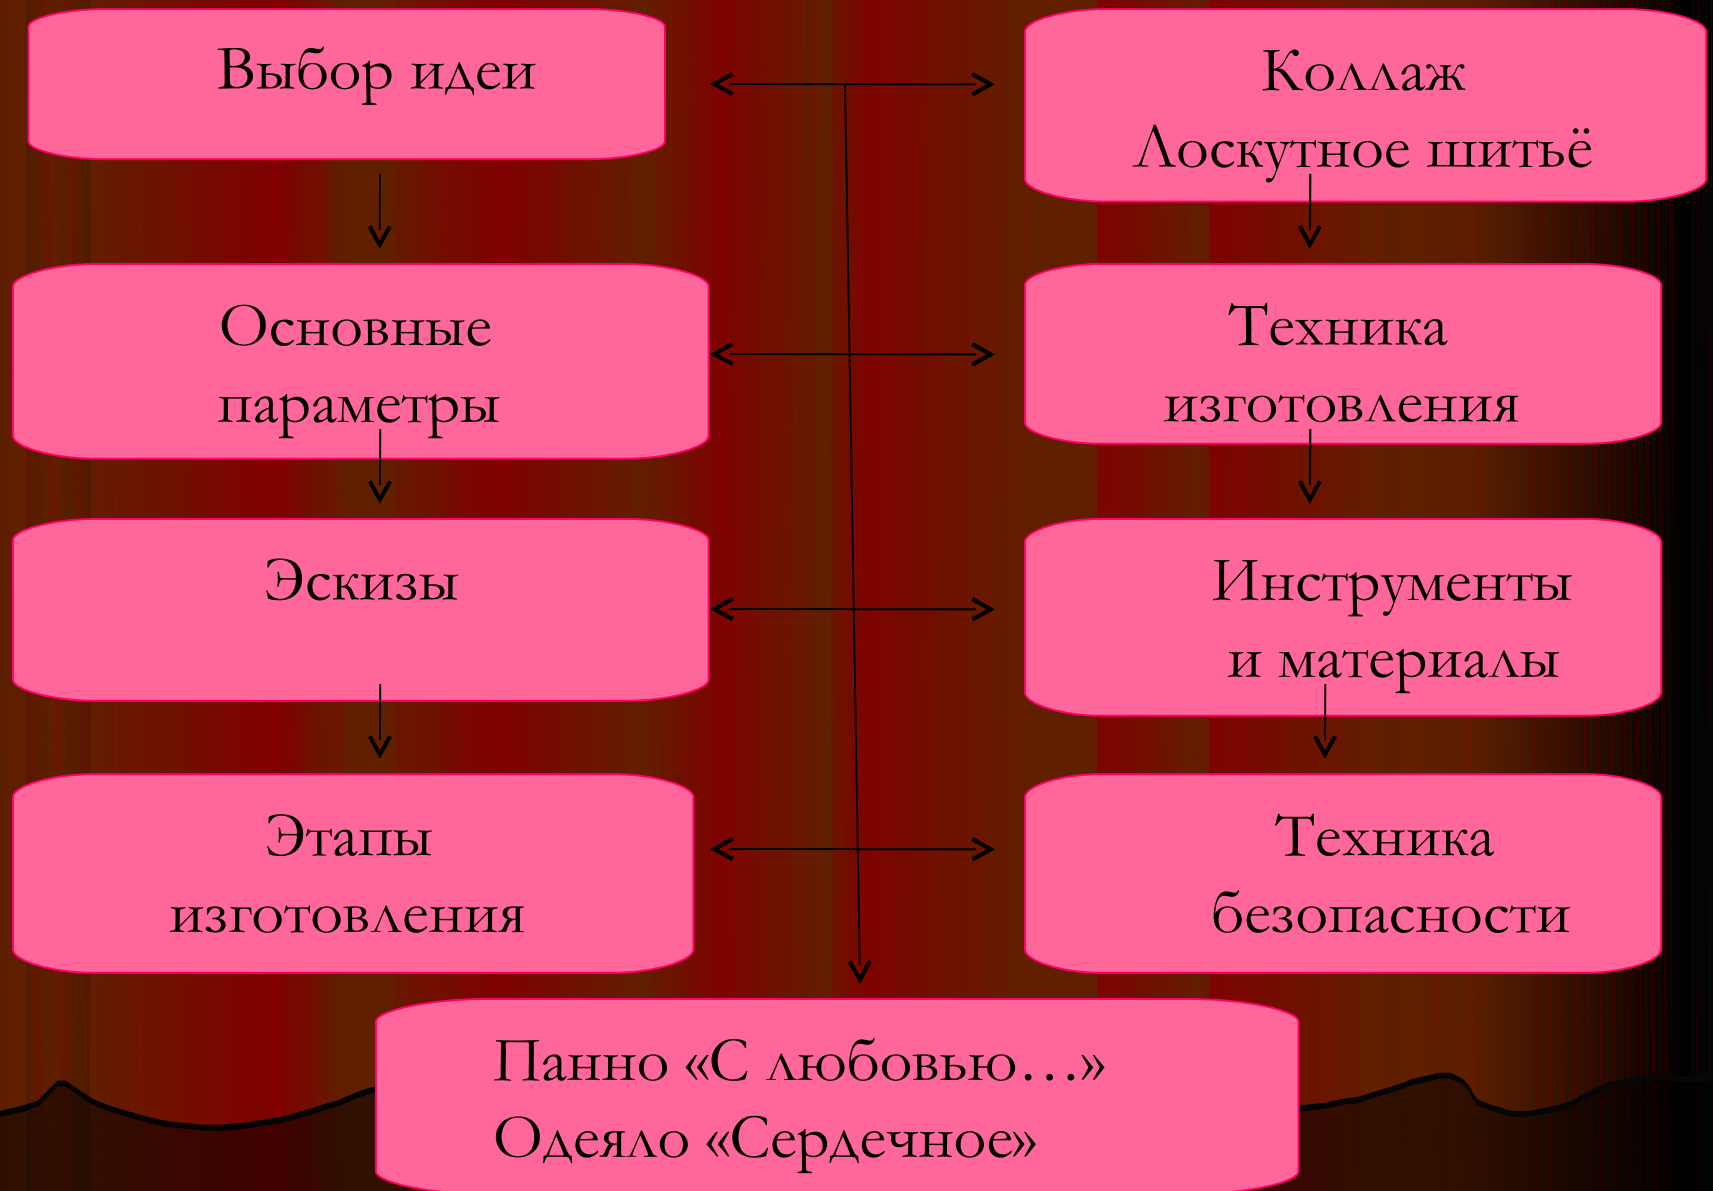 Выбор идеи
Коллаж
Лоскутное шитьё
Основные
параметры
Техника
изготовления
Эскизы
Инструменты
и материалы
Этапы
изготовления
Техника
безопасности
Панно «С любовью…»
Одеяло «Сердечное»